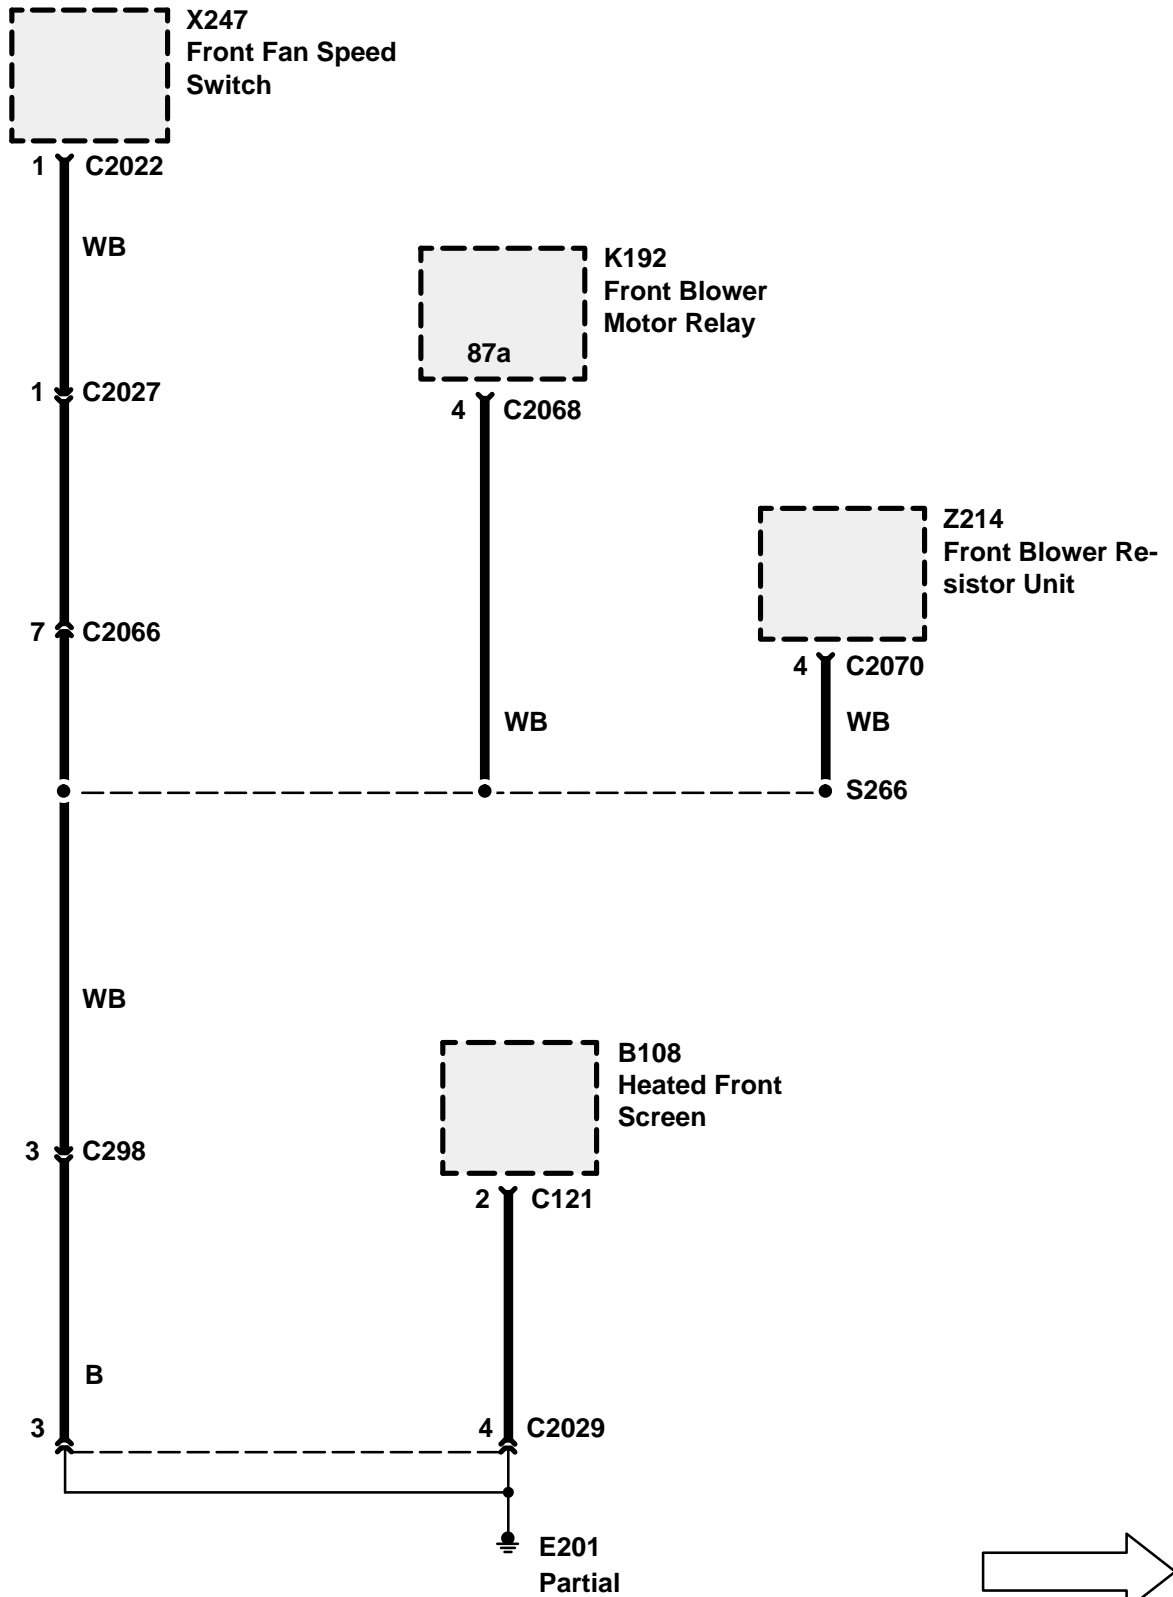 X247
Front Fan Speed
Switch
1 C2022
WB
K192
Front Blower
Motor Relay
87a
1 C2027
4 C2068
Z214
Front Blower Re-
sistor Unit
7 C2066
4 C2070
WB
WB
S266
WB
B108
Heated Front
Screen
3 C298
2 C121
B
3
4 C2029
E201
Partial